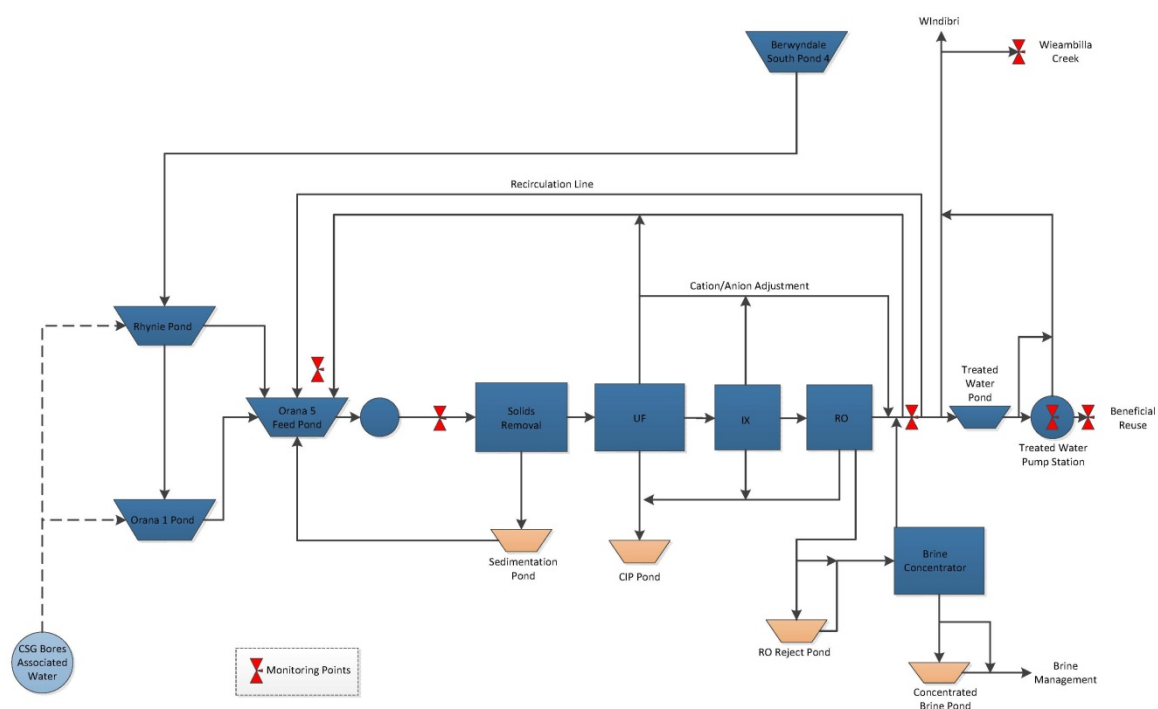 WIndibri
Wieambilla
Creek
Berwyndale
South Pond 4
Recirculation Line
Cation/Anion Adjustment
Rhynie Pond
Orana 5
Feed Pond
Solids
Removal
UF
IX
RO
Treated
Water
Pond
Beneficial
Reuse
Treated Water
Pump Station
Orana 1 Pond
Sedimentation
Pond
CIP Pond
Brine
Concentrator
RO Reject Pond
CSG Bores
Associated
Water
Monitoring Points
Concentrated
Brine Pond
Brine
Management